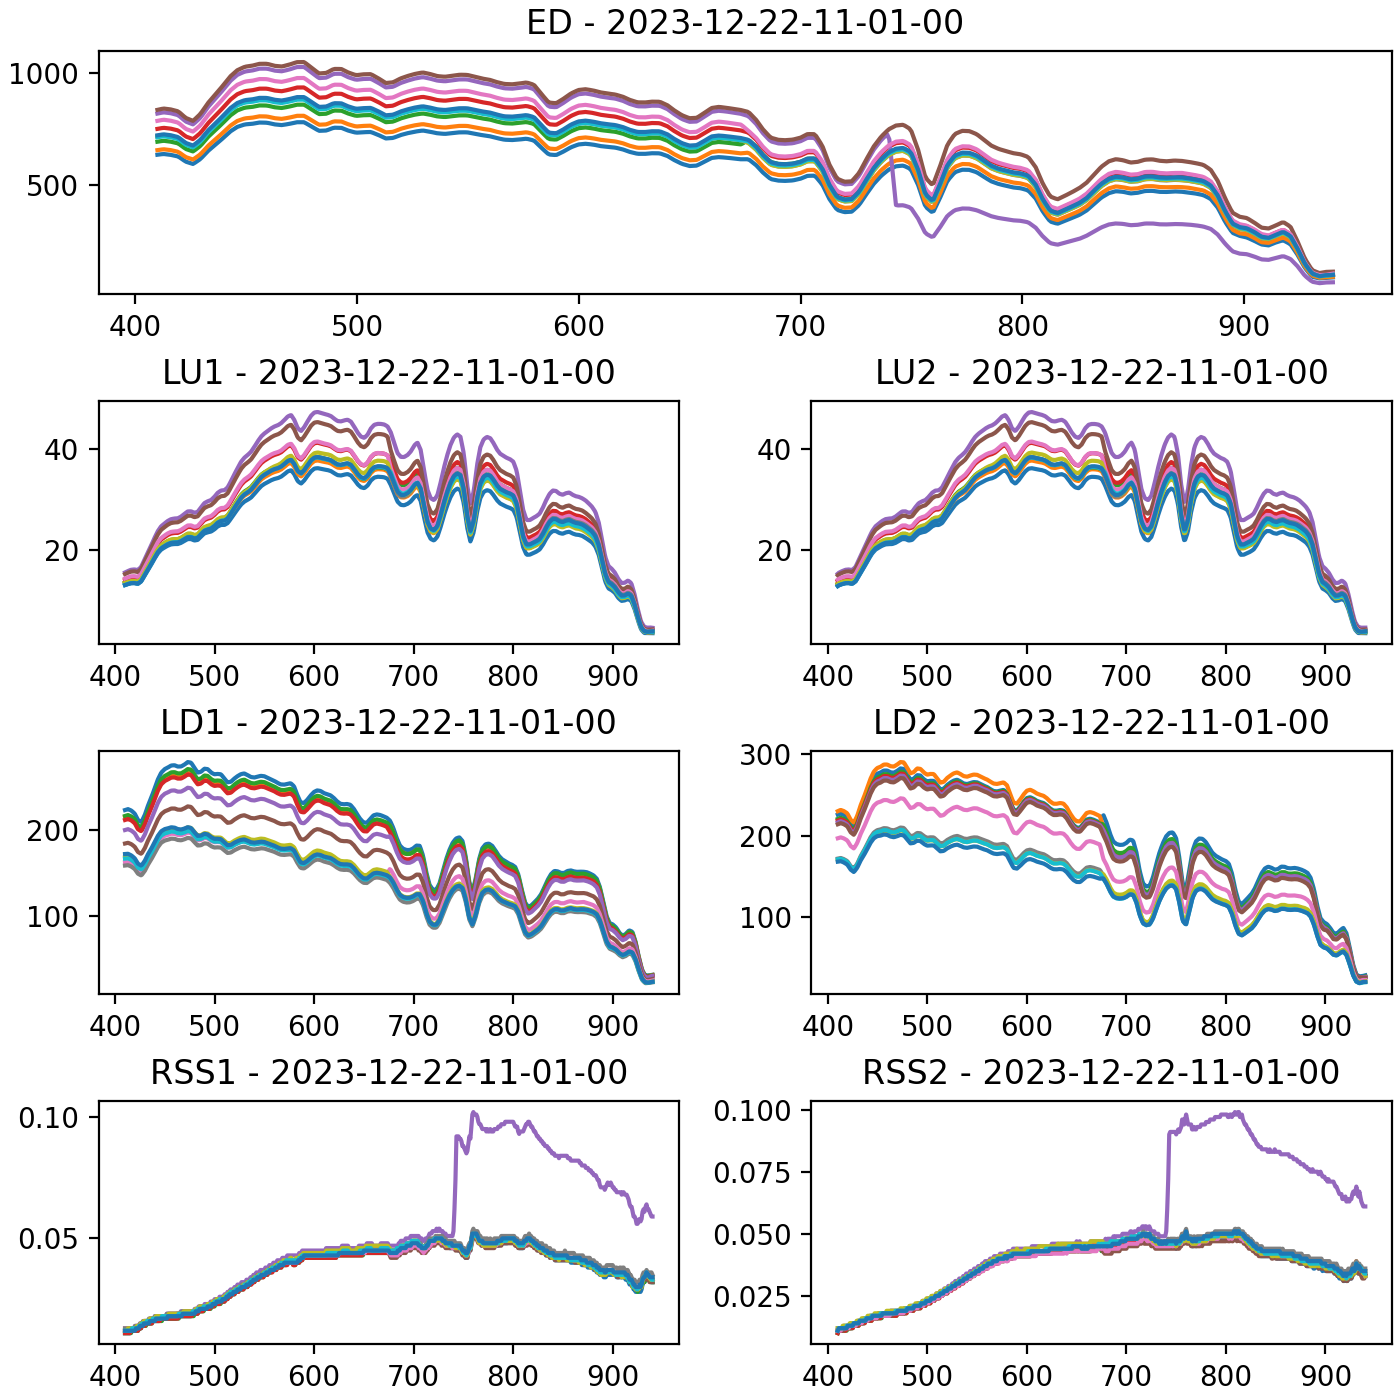 ED - 2023-12-22-11-01-00
1000
500
400 500 600 700 800 900
LU1 - 2023-12-22-11-01-00
40
20
400 500 600 700 800 900
LU2 - 2023-12-22-11-01-00
40
20
400 500 600 700 800 900
LD1 - 2023-12-22-11-01-00
200
100
400 500 600 700 800 900
LD2 - 2023-12-22-11-01-00
300
200
100
400 500 600 700 800 900
RSS1 - 2023-12-22-11-01-00
0.10
0.05
400 500 600 700 800 900
RSS2 - 2023-12-22-11-01-00
0.100
0.075
0.050
0.025
400 500 600 700 800 900